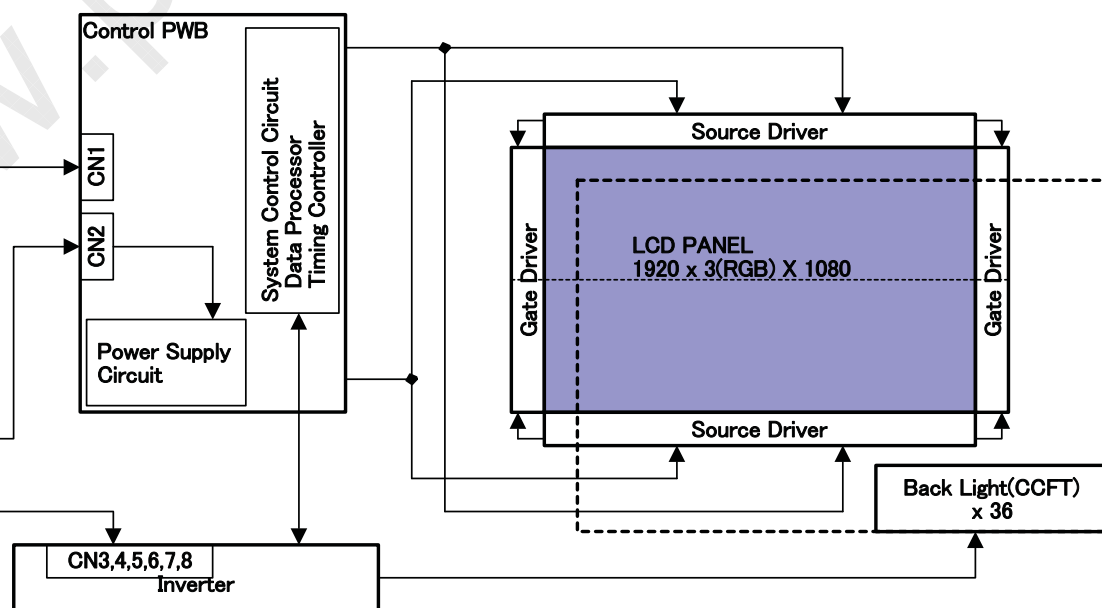 w.p
Control PWB
System Control Circuit
Data Processor
Timing Controller
CN1
CN2
Power Supply
Circuit
Source Driver
Gate Driver
LCD PANEL
1920 x 3(RGB) X 1080
Gate Driver
Source Driver
Back Light(CCFT)
x 36
CN3,4,5,6,7,8
Inverter